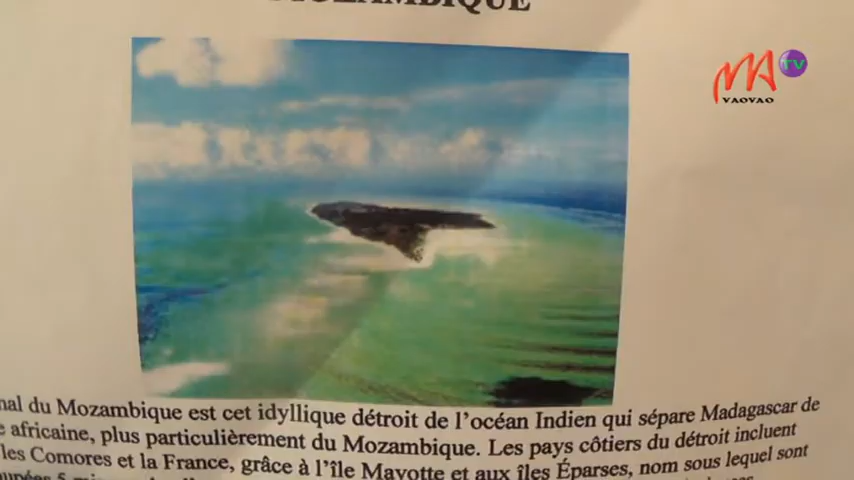 MOZAMBIQUE
MA TV
VAOVAO
nal du Mozambique est cet idyllique détroit de l'océan Indien qui sépare Madagascar de
e africaine, plus particulièrement du Mozambique. Les pays côtiers du détroit incluent
les Comores et la France, grâce à l'île Mayotte et aux îles Éparses, nom sous lequel sont